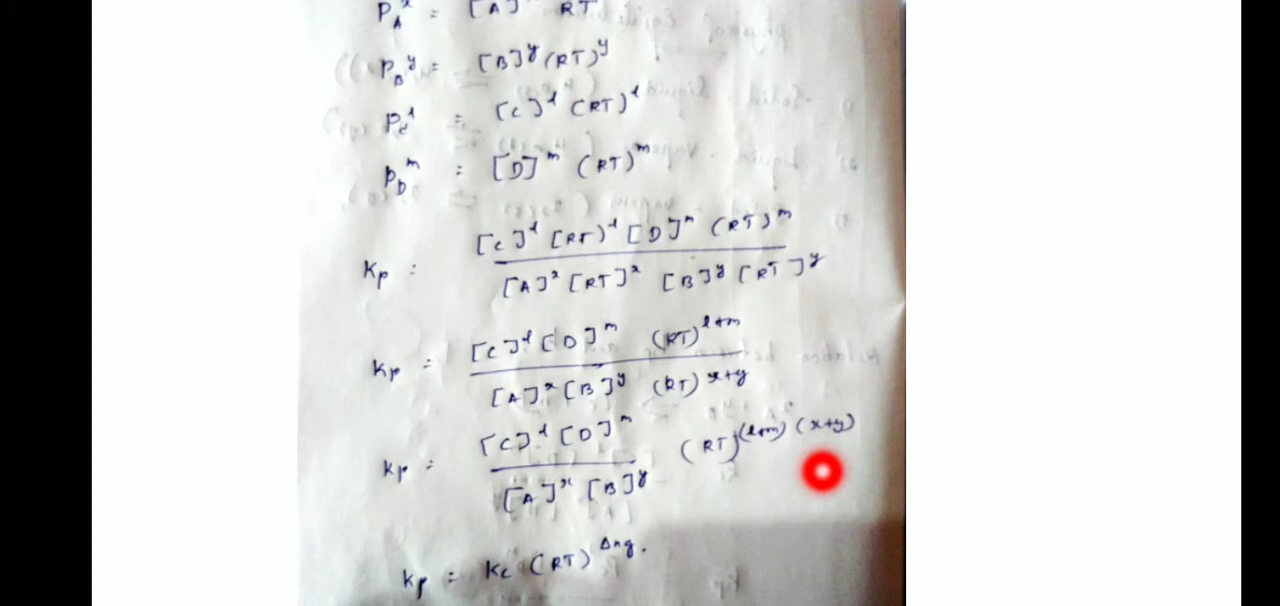 P_A^x = [A]^x RT
P_B^y = [B]^y (RT)^y
P_C^l = [C]^l (RT)^l
P_D^m = [D]^m (RT)^m
Kp = [C]^l [RT)^l [D]^m (RT)^m / [A]^x [RT]^x [B]^y [RT]^y
Kp = [C]^l [D]^m (RT)^l+m / [A]^x [B]^y (RT)^x+y
Kp = [C]^l [D]^m / [A]^x [B]^y (RT)^(l+m) (x+y)
Kp = Kc (RT)^Δng.